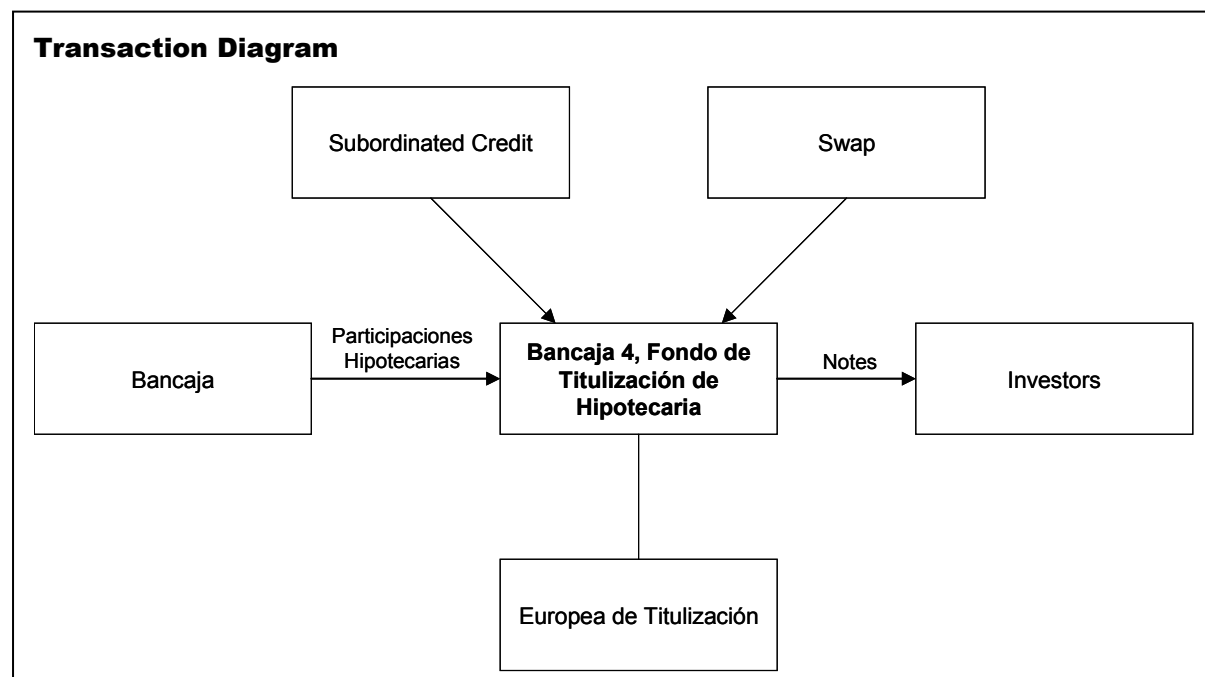 Transaction Diagram
Subordinated Credit
Swap
Bancaja
Participaciones
Hipotecarias
Bancaja 4, Fondo de
Titulización de
Hipotecaria
Notes
Investors
Europea de Titulización